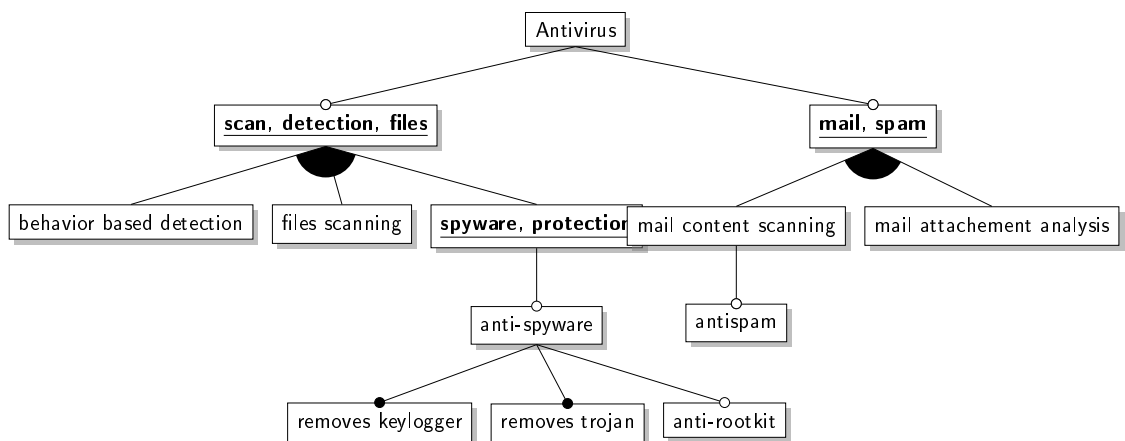 Antivirus
scan, detection, files
mail, spam
behavior based detection
files scanning
spyware, protection
mail content scanning
mail attachement analysis
anti-spyware
antispam
removes keylogger
removes trojan
anti-rootkit